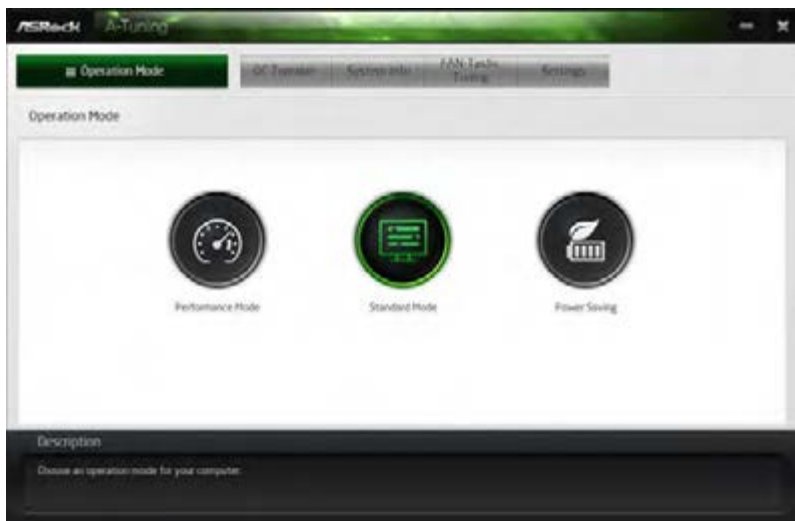 ASRock A-Tuning
Operation Mode
OC Tweaker
System Info
FAN-Tastic
Tuning
Settings
Operation Mode
Performance Mode
Standard Mode
Power Saving
Description
Choose an operation mode for your computer.